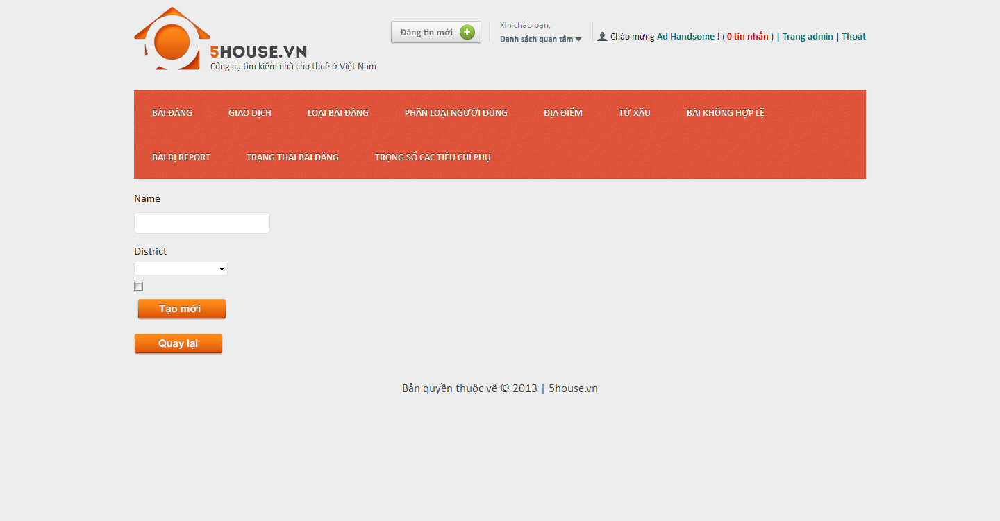 5HOUSE.VN
Công cụ tìm kiếm nhà cho thuê ở Việt Nam
Đăng tin mới
Xin chào bạn,
Danh sách quan tâm
Chào mừng Ad Handsome ! ( 0 tin nhắn ) | Trang admin | Thoát
BÀI ĐĂNG GIAO DỊCH LOẠI BÀI ĐĂNG PHÂN LOẠI NGƯỜI DÙNG ĐỊA ĐIỂM TỪ XẤU BÀI KHÔNG HỢP LỆ
BÀI BỊ REPORT TRẠNG THÁI BÀI ĐĂNG TRỌNG SỐ CÁC TIÊU CHÍ PHỤ
Name
District
Tạo mới
Quay lại
Bản quyền thuộc về © 2013 | 5house.vn